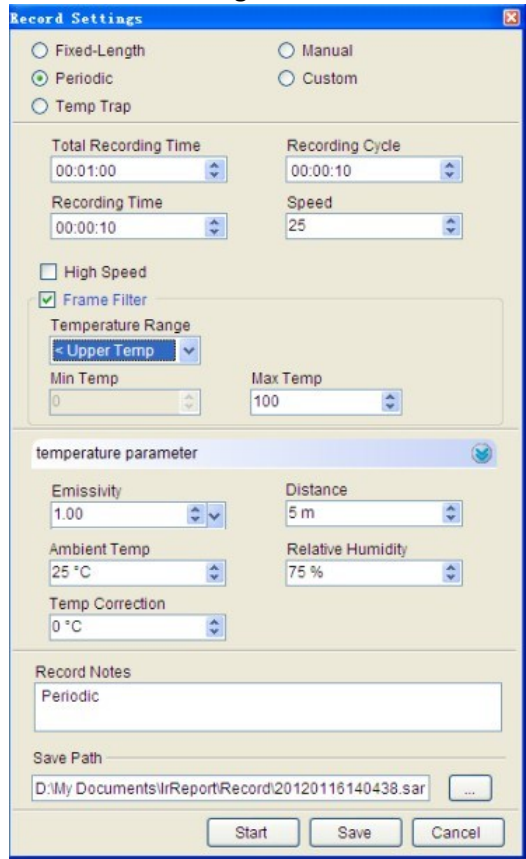 Record Settings
Fixed-Length
Manual
Periodic
Custom
Temp Trap
Total Recording Time
Recording Cycle
00:01:00
00:00:10
Recording Time
Speed
00:00:10
25
High Speed
Frame Filter
Temperature Range
< Upper Temp
Min Temp
Max Temp
0
100
temperature parameter
Emissivity
Distance
1.00
5 m
Ambient Temp
Relative Humidity
25 °C
75 %
Temp Correction
0 °C
Record Notes
Periodic
Save Path
D:\My Documents\IrReport\Record\20120116140438.sar
...
Start
Save
Cancel